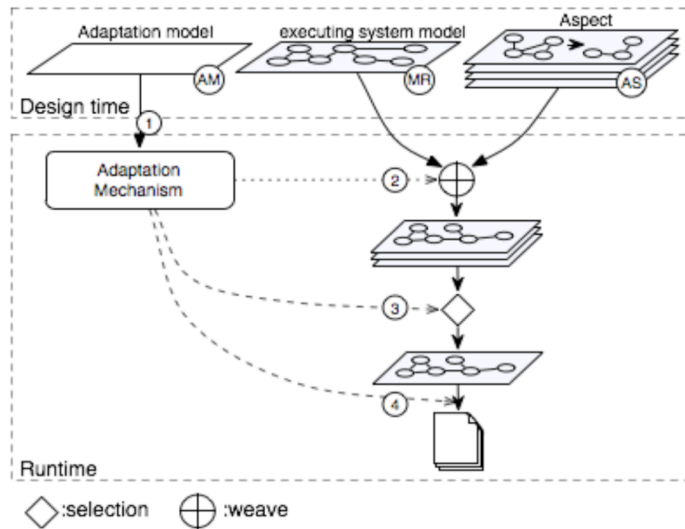 Adaptation model
executing system model
Aspect
AM
MR
AS
Design time
1
Adaptation
Mechanism
2
3
4
Runtime
:selection
:weave